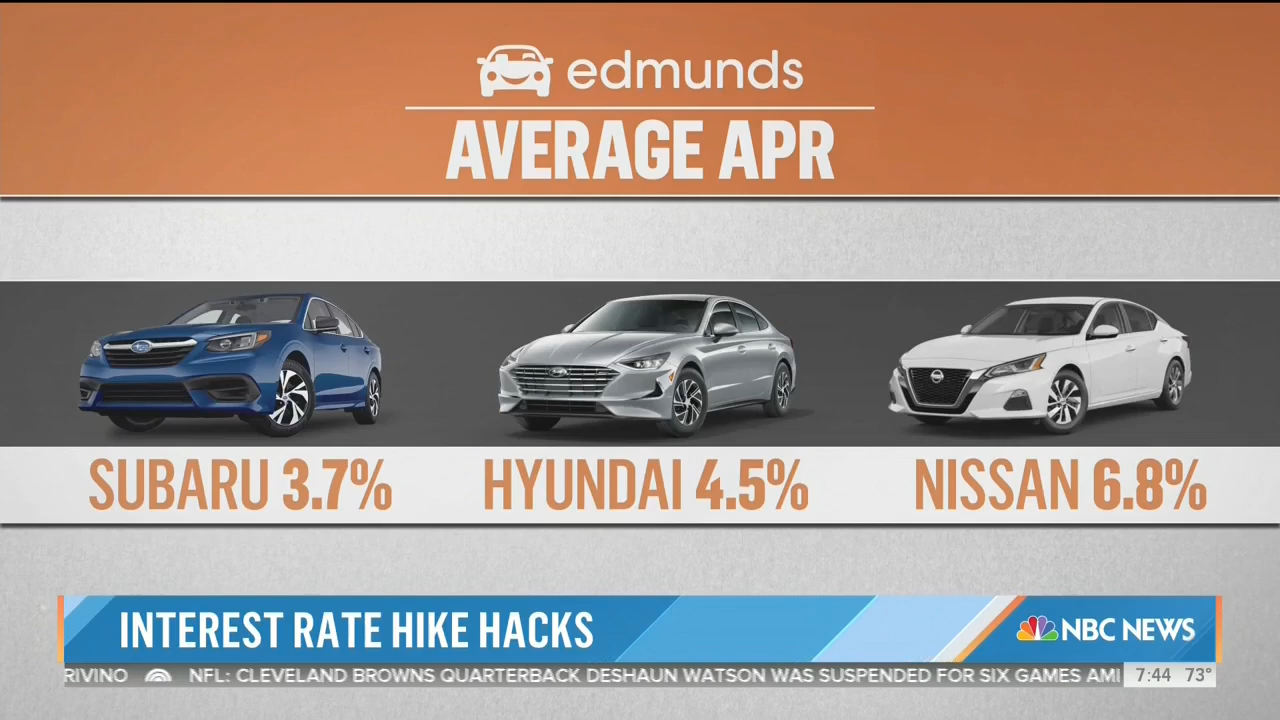 edmunds
AVERAGE APR
SUBARU 3.7%
HYUNDAI 4.5%
NISSAN 6.8%
INTEREST RATE HIKE HACKS
NBC NEWS
RIVINO NFL: CLEVELAND BROWNS QUARTERBACK DESHAUN WATSON WAS SUSPENDED FOR SIX GAMES AMI
7:44 73°